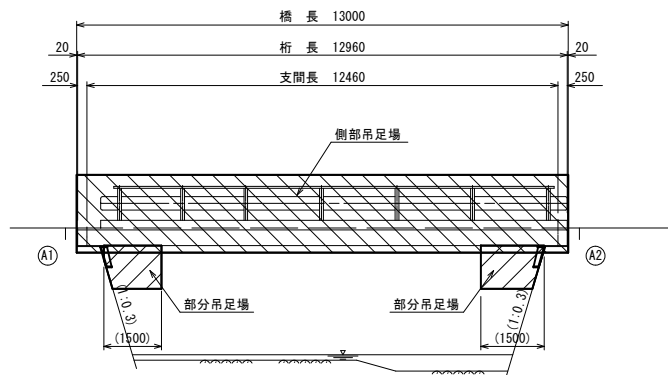 橋 長 13000
20 桁 長 12960 20
250 支間長 12460 250
側部吊足場
A1 A2
部分吊足場 部分吊足場
(1:0.3) (1:0.3)
(1500) (1500)